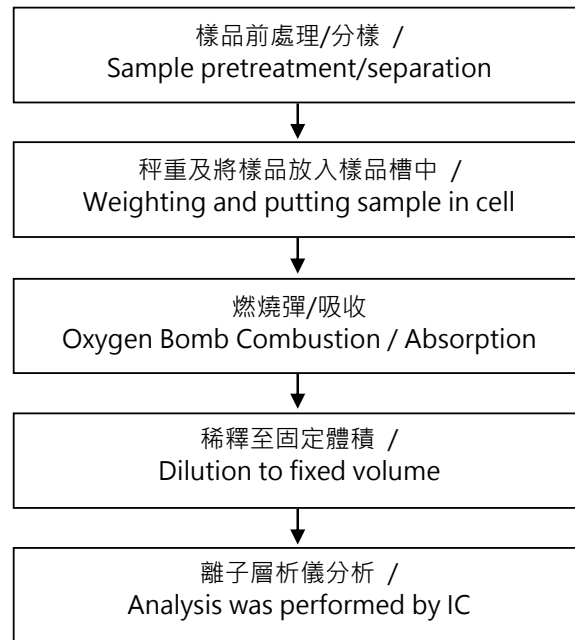 樣品前處理/分樣 /
Sample pretreatment/separation
秤重及將樣品放入樣品槽中 /
Weighting and putting sample in cell
燃燒彈/吸收
Oxygen Bomb Combustion / Absorption
稀釋至固定體積 /
Dilution to fixed volume
離子層析儀分析 /
Analysis was performed by IC